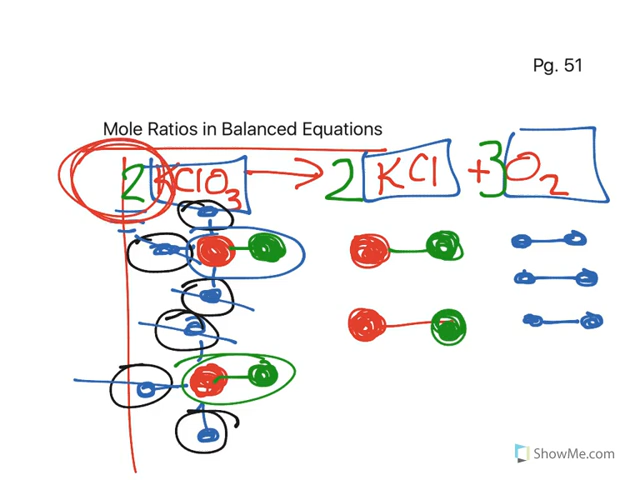 Pg. 51
Mole Ratios in Balanced Equations
2 KClO₃ → 2 KCl + 3 O₂
ShowMe.com